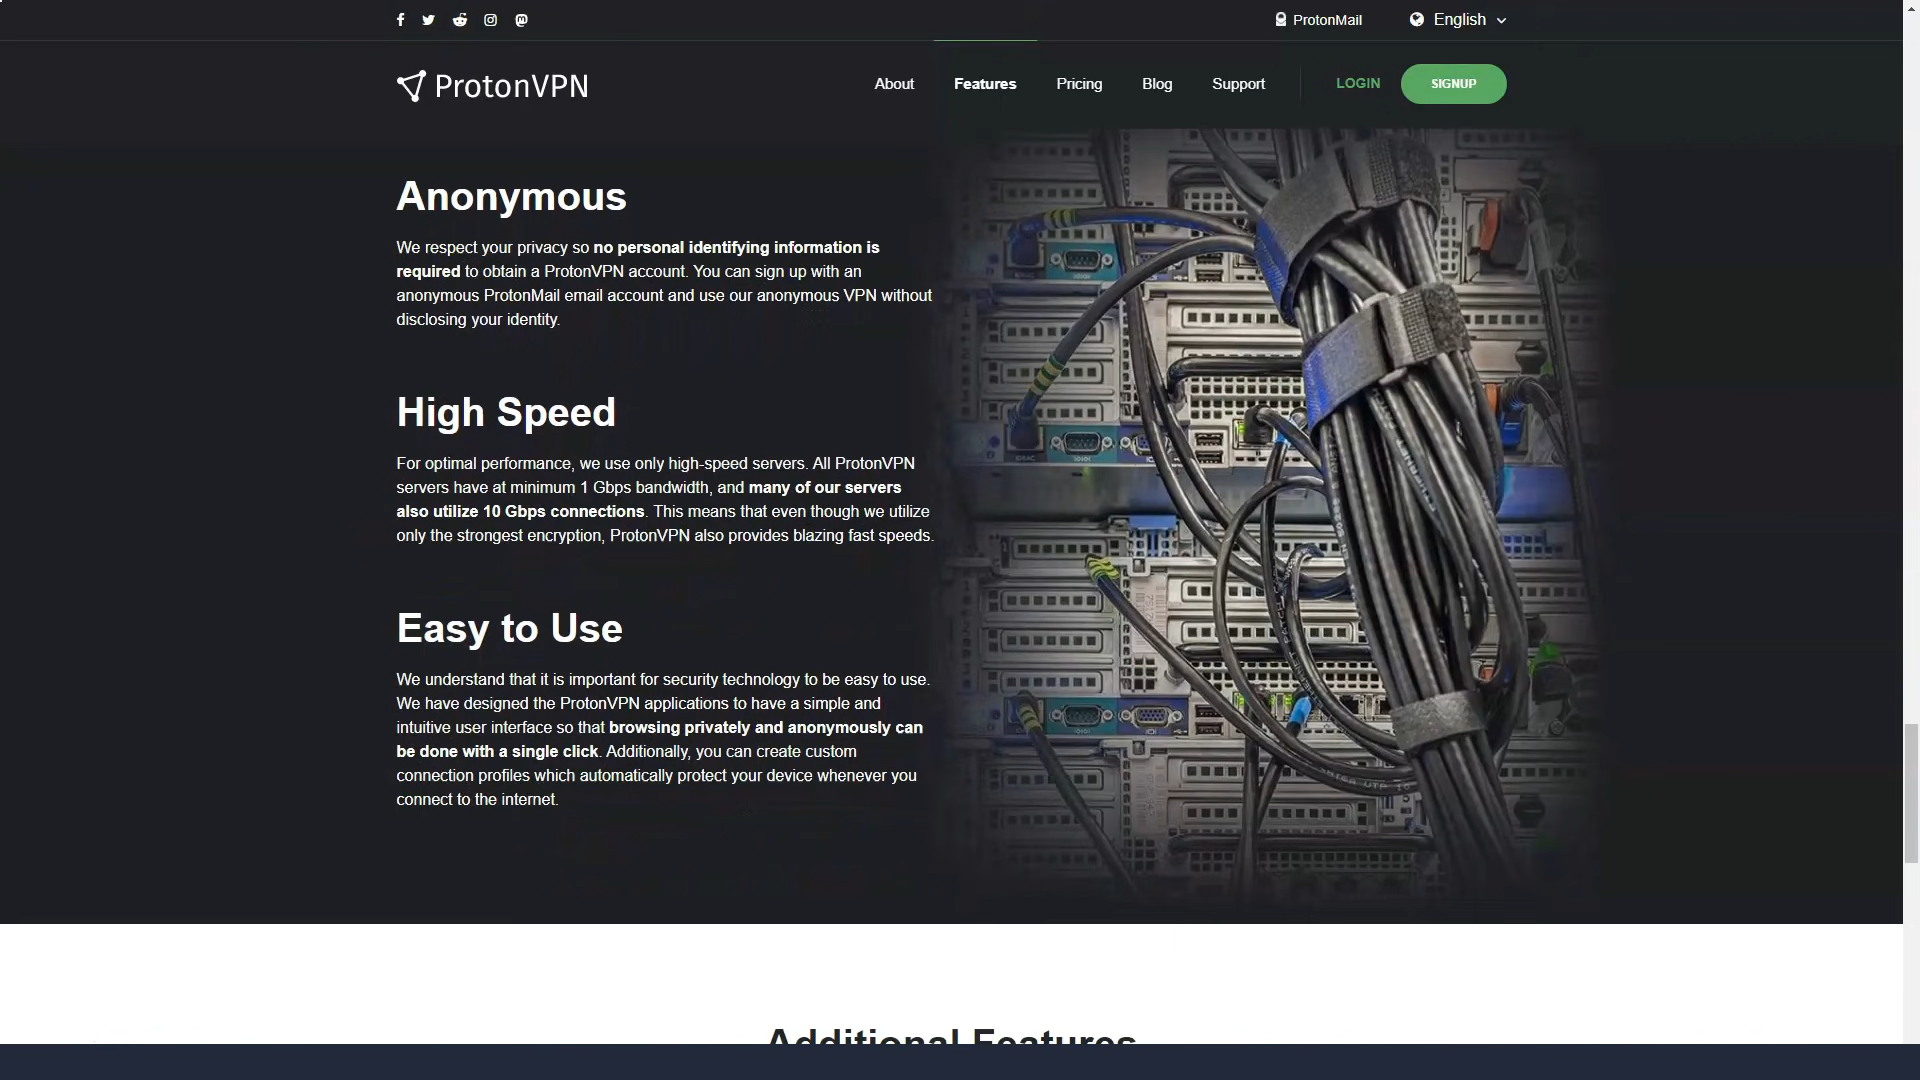 ProtonMail English
ProtonVPN
About Features Pricing Blog Support LOGIN SIGNUP
Anonymous
We respect your privacy so no personal identifying information is
required to obtain a ProtonVPN account. You can sign up with an
anonymous ProtonMail email account and use our anonymous VPN without
disclosing your identity.
High Speed
For optimal performance, we use only high-speed servers. All ProtonVPN
servers have at minimum 1 Gbps bandwidth, and many of our servers
also utilize 10 Gbps connections. This means that even though we utilize
only the strongest encryption, ProtonVPN also provides blazing fast speeds.
Easy to Use
We understand that it is important for security technology to be easy to use.
We have designed the ProtonVPN applications to have a simple and
intuitive user interface so that browsing privately and anonymously can
be done with a single click. Additionally, you can create custom
connection profiles which automatically protect your device whenever you
connect to the internet.
Additional Features